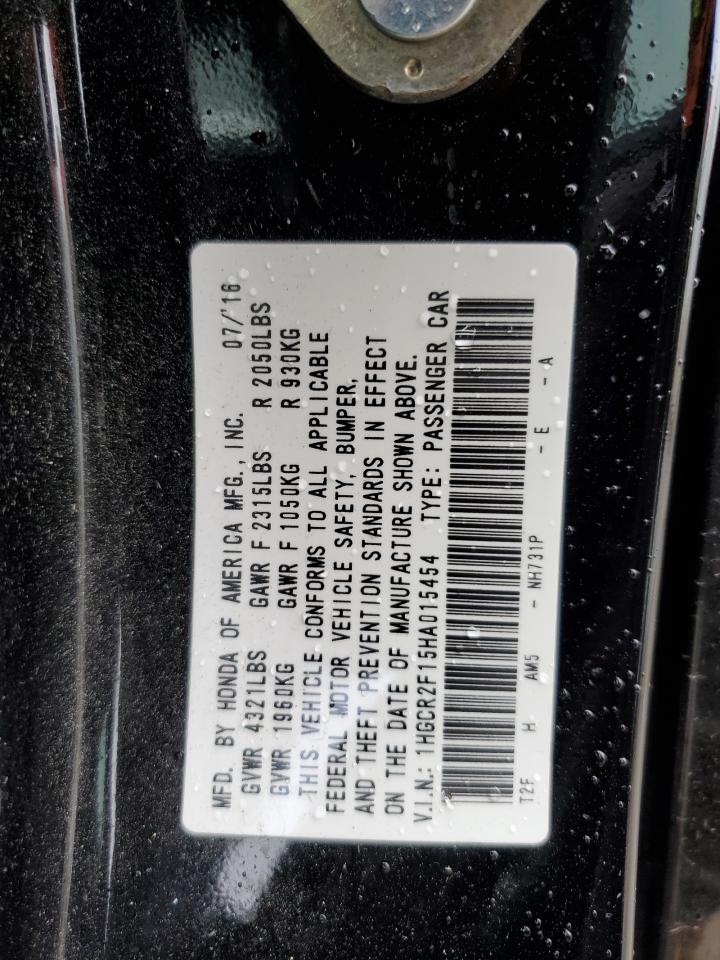 MFD. BY HONDA OF AMERICA MFG., INC. 07/'16
GVWR 4321LBS GAWR F 2315LBS R 2050LBS
GVWR 1960KG GAWR F 1050KG R 930KG
THIS VEHICLE CONFORMS TO ALL APPLICABLE
FEDERAL MOTOR VEHICLE SAFETY, BUMPER,
AND THEFT PREVENTION STANDARDS IN EFFECT
ON THE DATE OF MANUFACTURE SHOWN ABOVE.
V.I.N.: 1HGCR2F15HA015454 TYPE: PASSENGER CAR
T2F H AM5 - NH731P - E - A